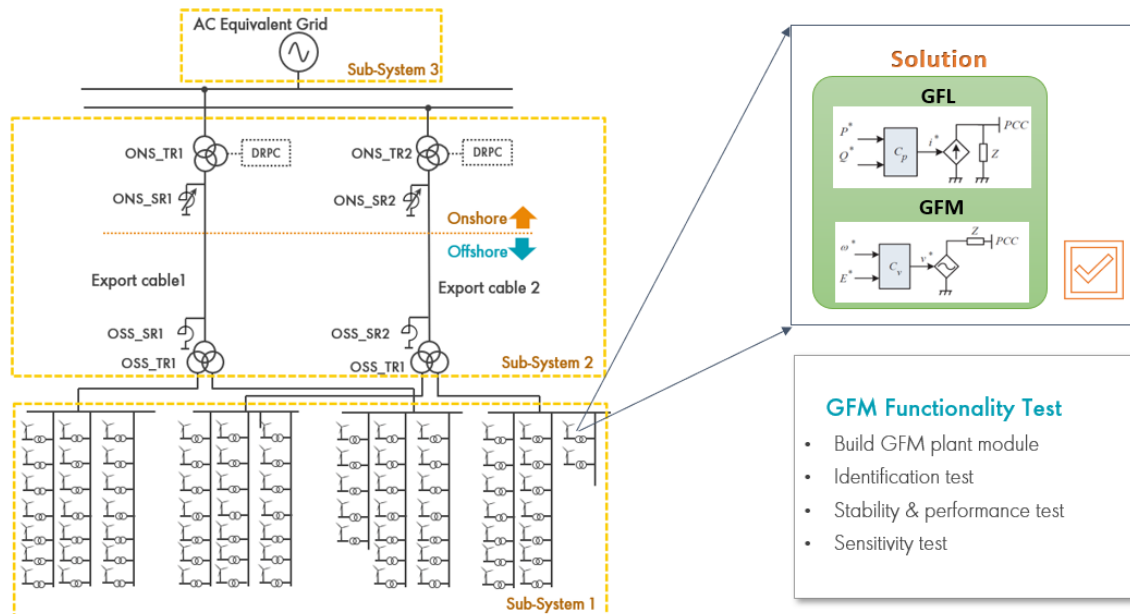 AC Equivalent Grid
Sub-System 3
ONS_TR1
DRPC
ONS_TR2
DRPC
ONS_SR1
ONS_SR2
Onshore
Offshore
Export cable1
Export cable 2
OSS_SR1
OSS_SR2
OSS_TR1
OSS_TR1
Sub-System 2
Sub-System 1
Solution
GFL
P*
Q*
Cp
i*
Z
PCC
GFM
ω*
E*
Cv
v*
Z
PCC
GFM Functionality Test
• Build GFM plant module
• Identification test
• Stability & performance test
• Sensitivity test